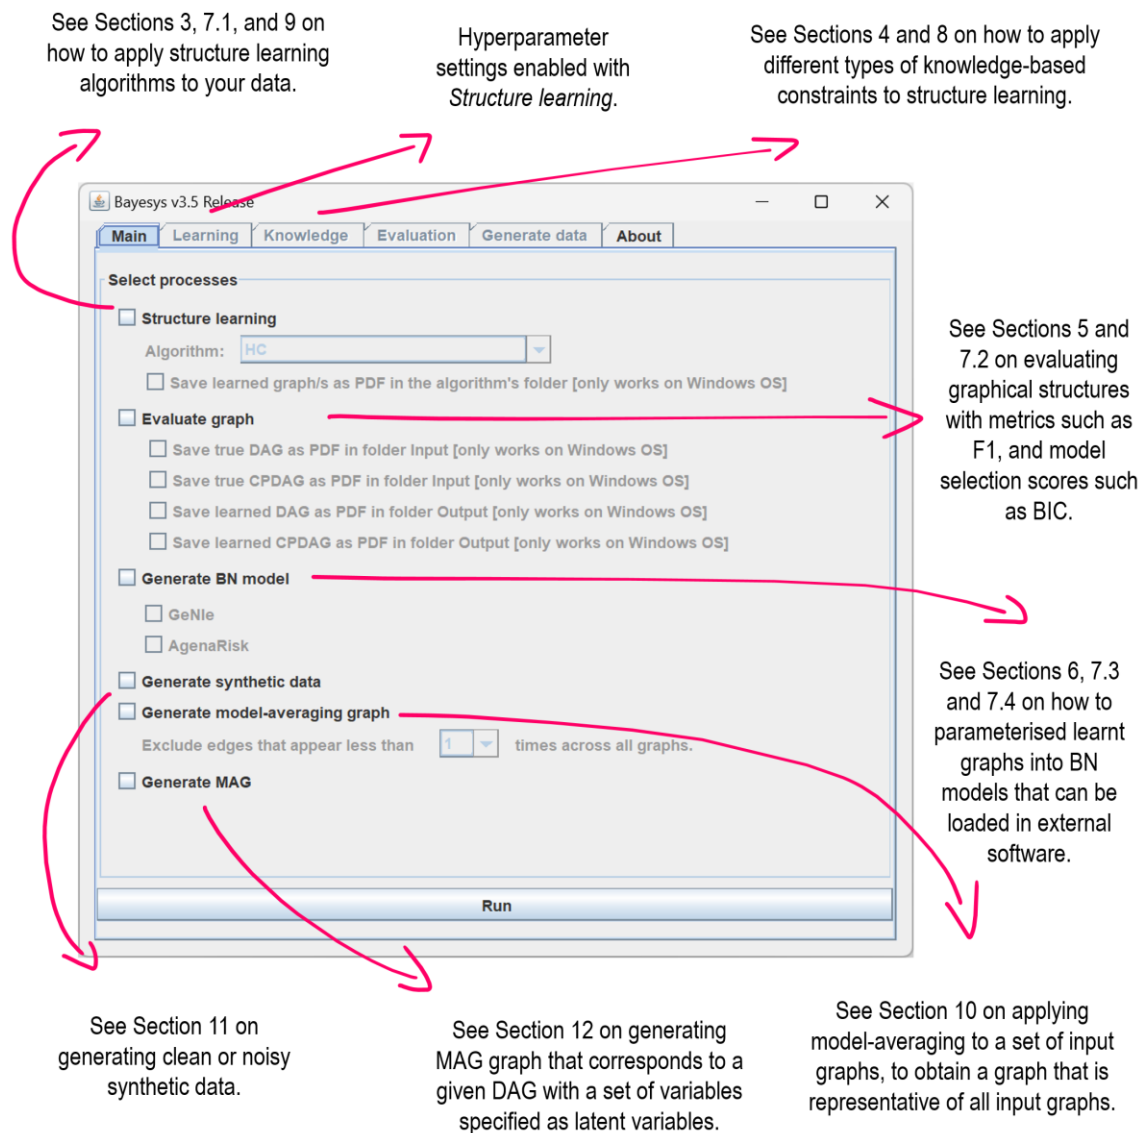 See Sections 3, 7.1, and 9 on
how to apply structure learning
algorithms to your data.
Hyperparameter
settings enabled with
Structure learning.
See Sections 4 and 8 on how to apply
different types of knowledge-based
constraints to structure learning.
Bayesys v3.5 Release
Main Learning Knowledge Evaluation Generate data About
Select processes
Structure learning
Algorithm: HC
Save learned graph/s as PDF in the algorithm's folder [only works on Windows OS]
Evaluate graph
Save true DAG as PDF in folder Input [only works on Windows OS]
Save true CPDAG as PDF in folder Input [only works on Windows OS]
Save learned DAG as PDF in folder Output [only works on Windows OS]
Save learned CPDAG as PDF in folder Output [only works on Windows OS]
Generate BN model
GeNIe
AgenaRisk
Generate synthetic data
Generate model-averaging graph
Exclude edges that appear less than 1 times across all graphs.
Generate MAG
Run
See Sections 5 and
7.2 on evaluating
graphical structures
with metrics such as
F1, and model
selection scores such
as BIC.
See Sections 6, 7.3
and 7.4 on how to
parameterised learnt
graphs into BN
models that can be
loaded in external
software.
See Section 11 on
generating clean or noisy
synthetic data.
See Section 12 on generating
MAG graph that corresponds to a
given DAG with a set of variables
specified as latent variables.
See Section 10 on applying
model-averaging to a set of input
graphs, to obtain a graph that is
representative of all input graphs.